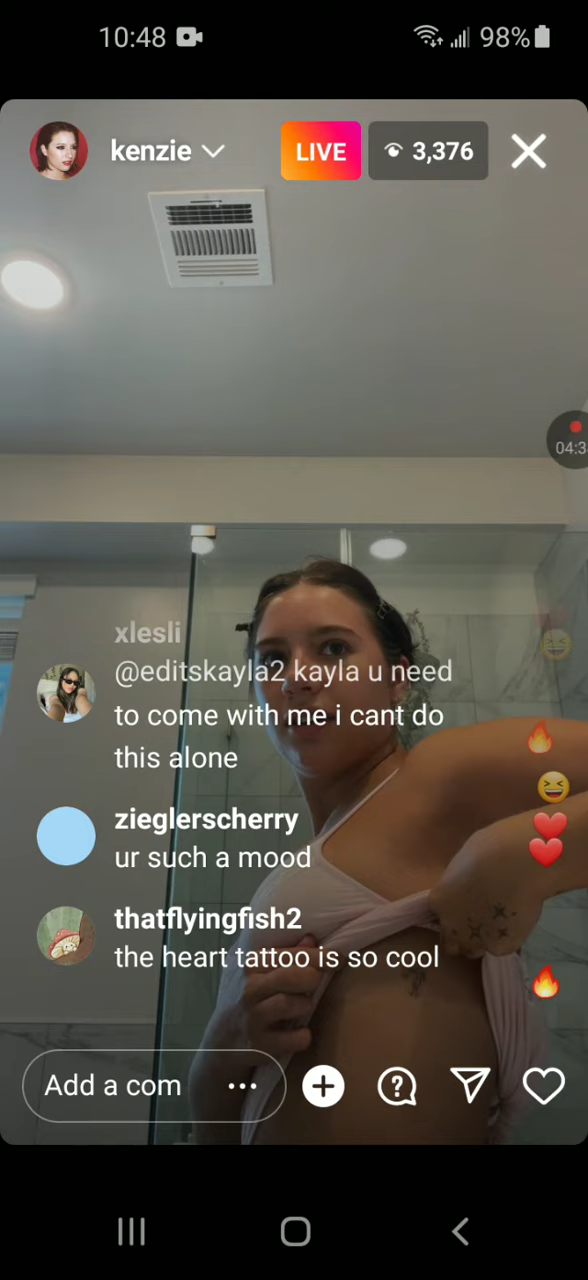 10:48 98%
kenzie LIVE 3,376
04:3
xlesli
@editskayla2 kayla u need
to come with me i cant do
this alone
zieglerscherry
ur such a mood
thatflyingfish2
the heart tattoo is so cool
Add a com